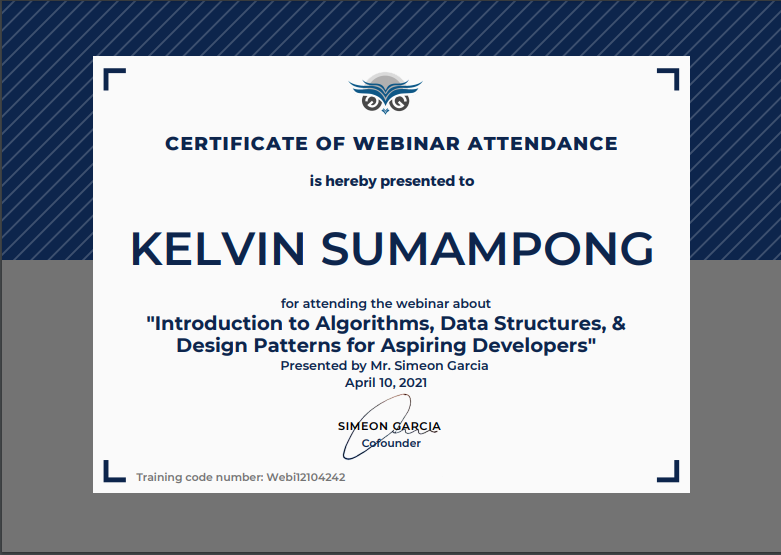 CERTIFICATE OF WEBINAR ATTENDANCE
is hereby presented to
KELVIN SUMAMPONG
for attending the webinar about
"Introduction to Algorithms, Data Structures, &
Design Patterns for Aspiring Developers"
Presented by Mr. Simeon Garcia
April 10, 2021
SIMEON GARCIA
Cofounder
Training code number: Webi12104242